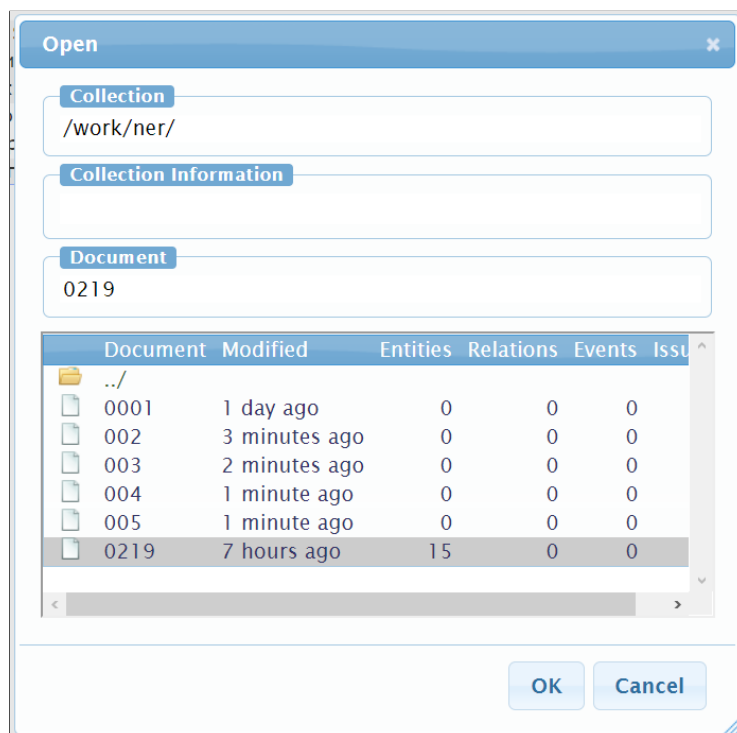 Open
Collection
/work/ner/
Collection Information
Document
0219
Document Modified Entities Relations Events Issu
../
0001 1 day ago 0 0 0
002 3 minutes ago 0 0 0
003 2 minutes ago 0 0 0
004 1 minute ago 0 0 0
005 1 minute ago 0 0 0
0219 7 hours ago 15 0 0
OK Cancel